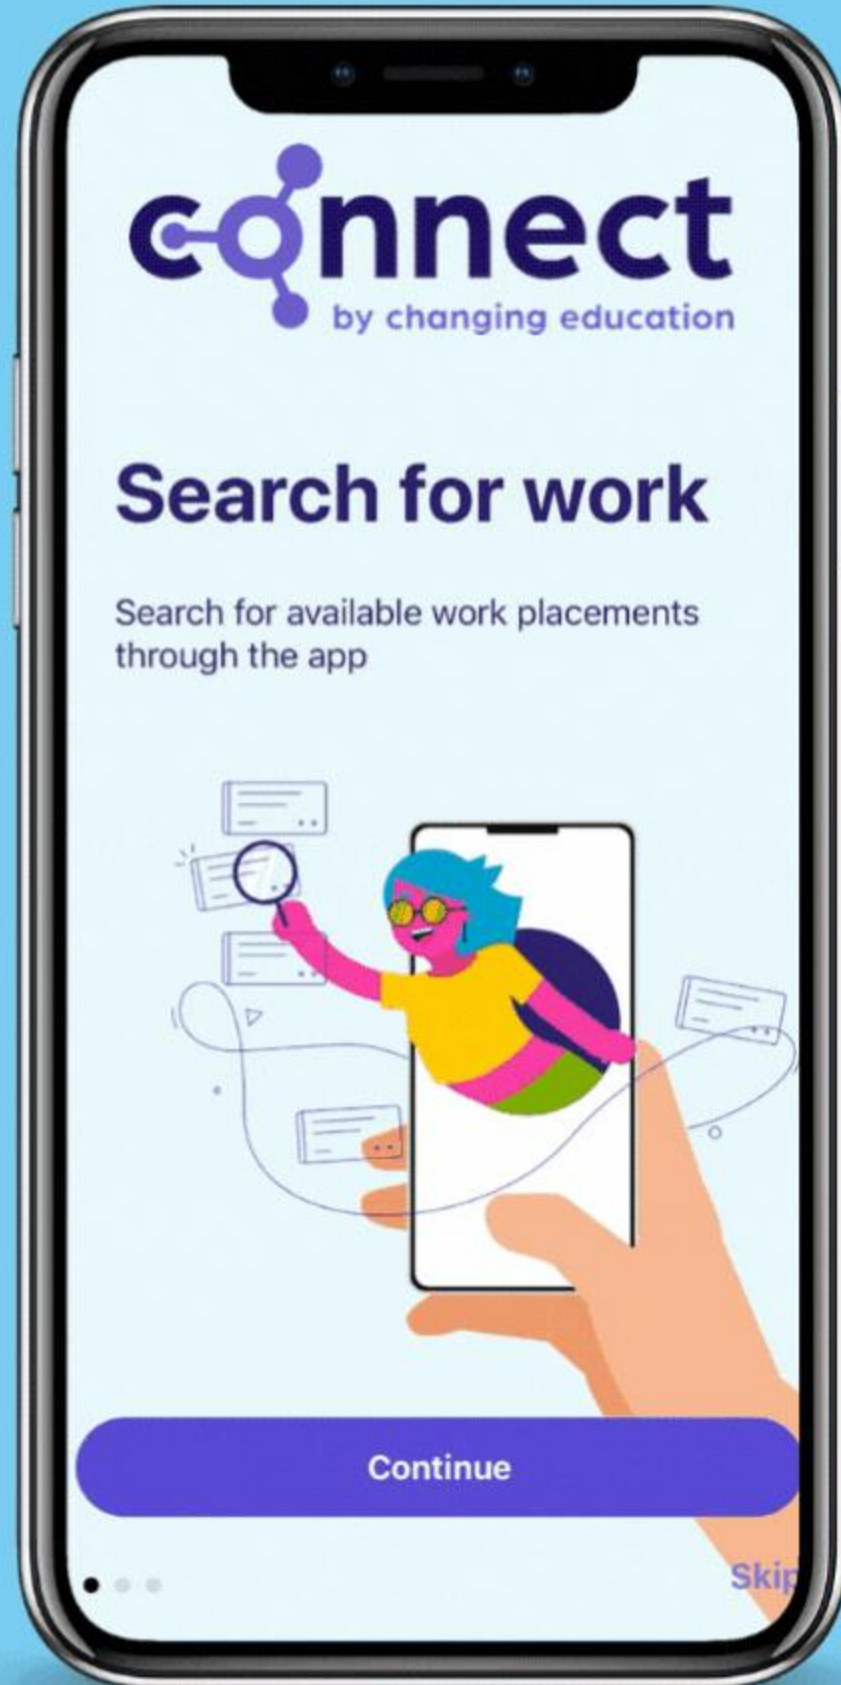 connect
by changing education
Search for work
Search for available work placements
through the app
Continue
Skip